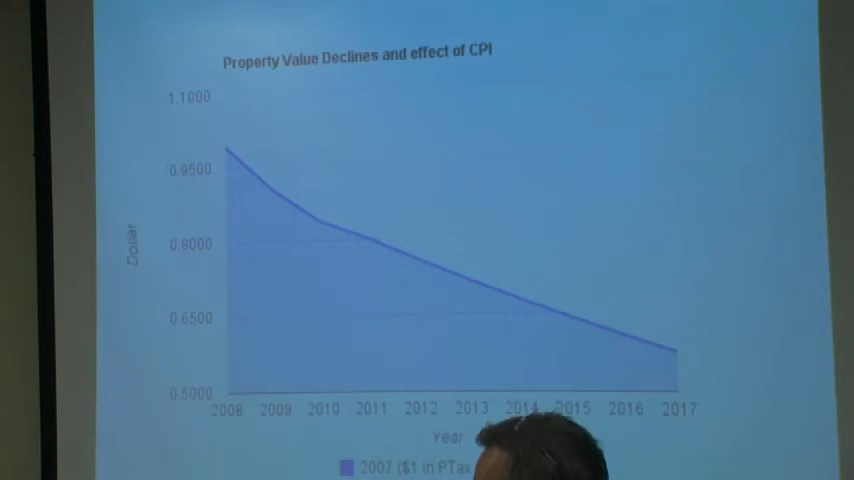 Property Value Declines and effect of CPI
1.1000
0.9500
0.8000
0.6500
0.5000
Dollar
2008 2009 2010 2011 2012 2013 2014 2015 2016 2017
Year
2007 ($1 in PTax